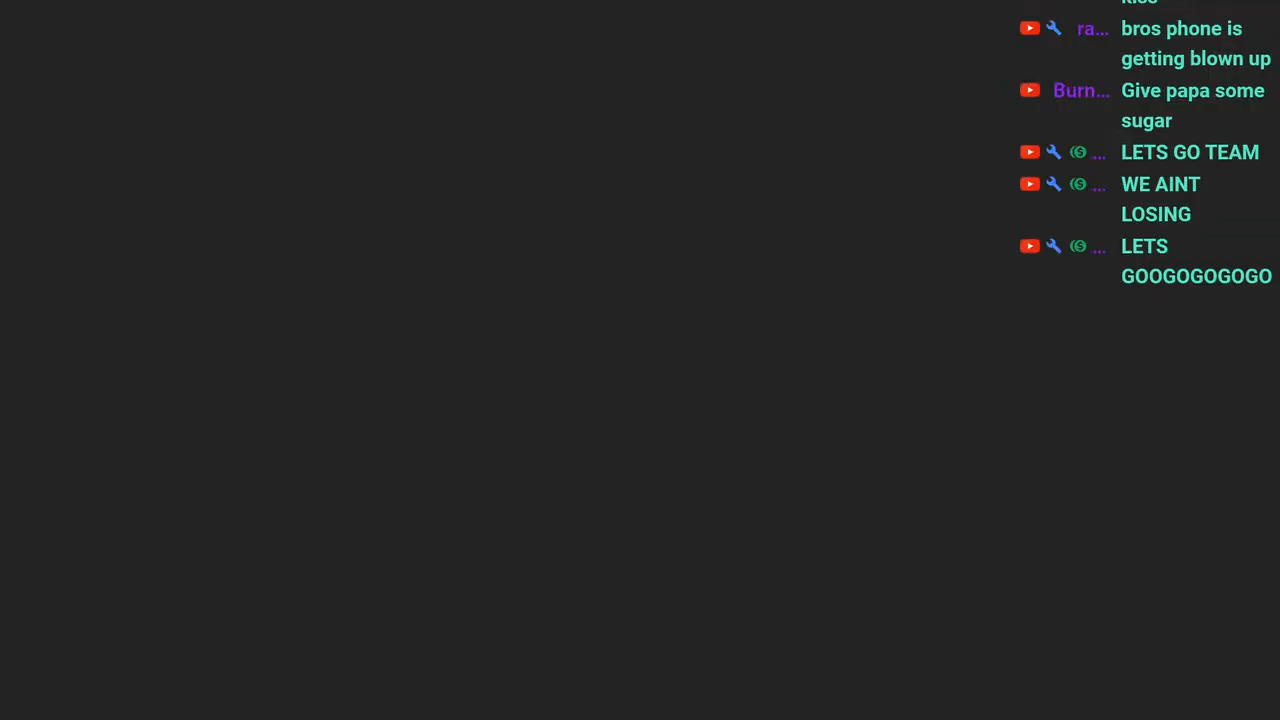 ra... bros phone is
getting blown up
Burn... Give papa some
sugar
... LETS GO TEAM
... WE AINT
LOSING
... LETS
GOOGOGOGOGO